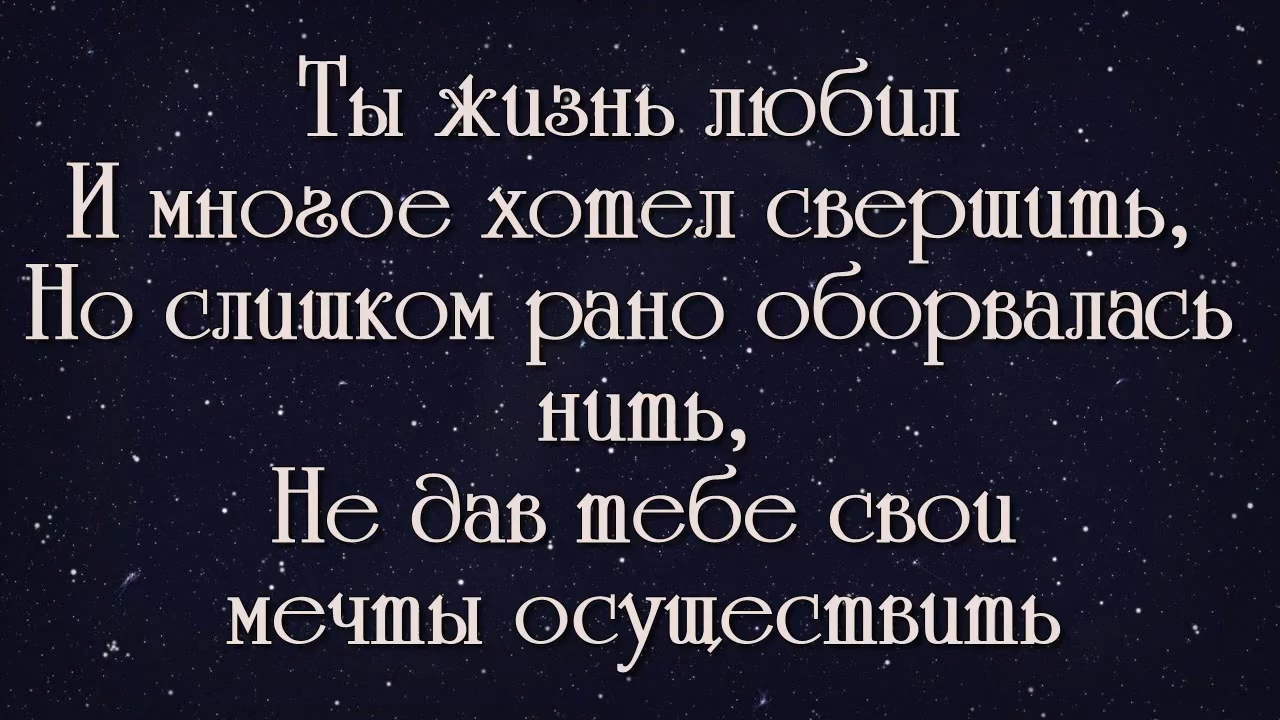 Ты жизнь любил
И многое хотел свершить,
Но слишком рано оборвалась
нить,
Не дав тебе свои
мечты осуществить